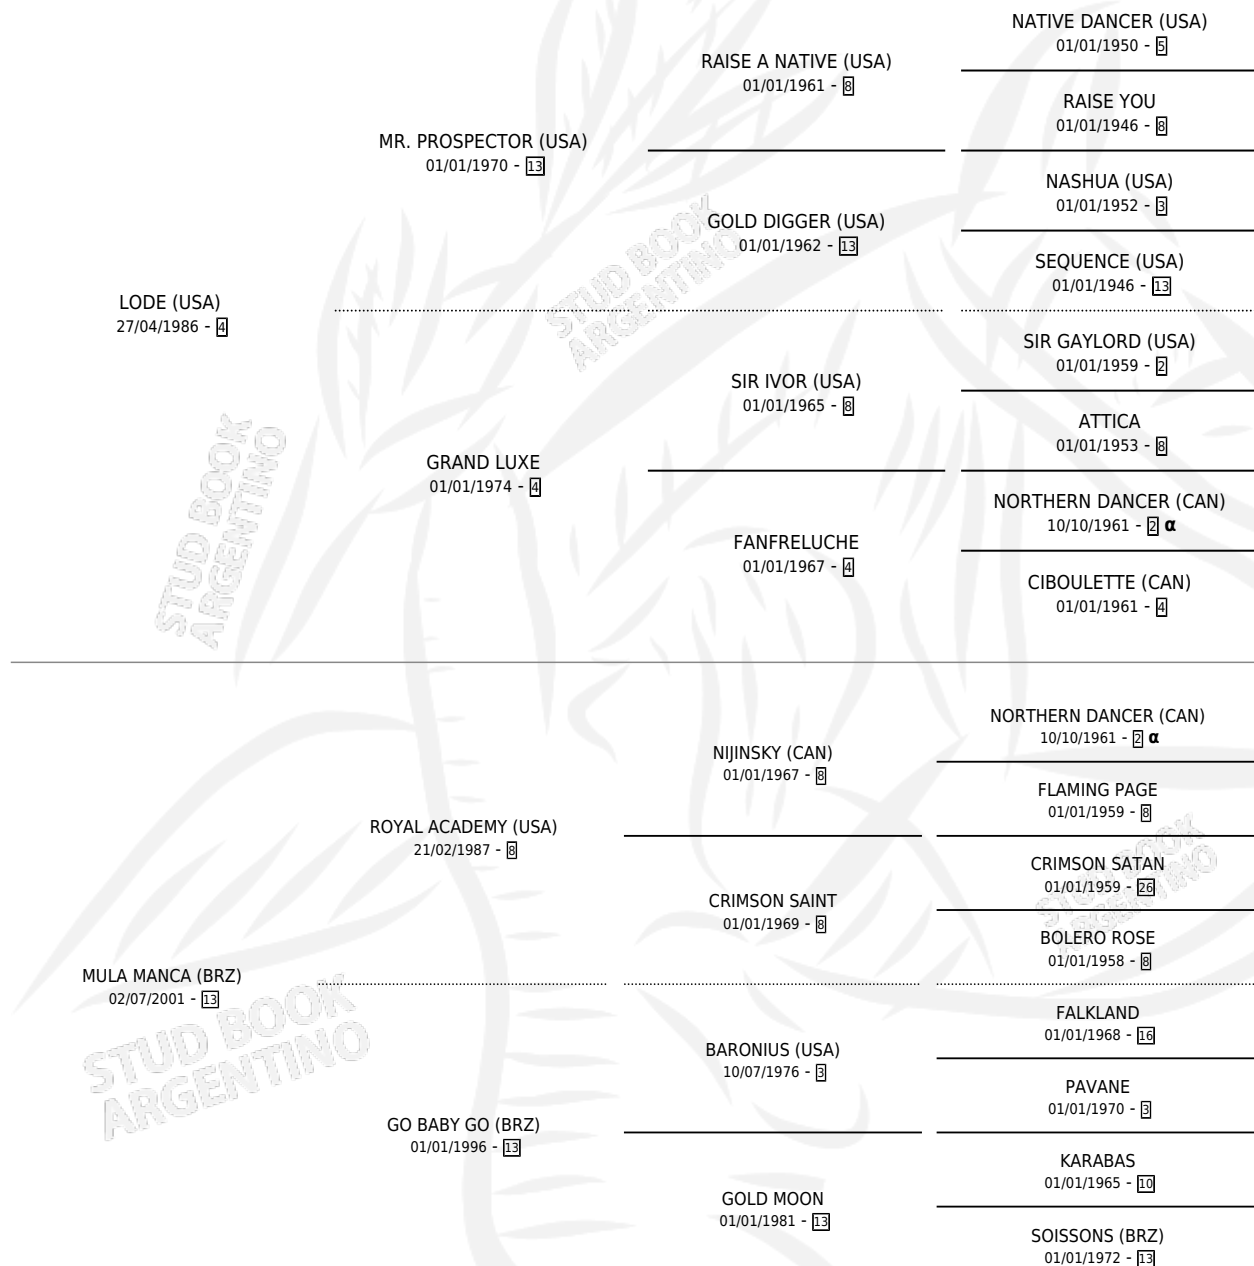 NATIVE DANCER (USA)
01/01/1950 - 5
RAISE A NATIVE (USA)
01/01/1961 - 8
RAISE YOU
01/01/1946 - 8
MR. PROSPECTOR (USA)
01/01/1970 - 13
NASHUA (USA)
01/01/1952 - 3
GOLD DIGGER (USA)
01/01/1962 - 13
SEQUENCE (USA)
01/01/1946 - 13
LODE (USA)
27/04/1986 - 4
SIR GAYLORD (USA)
01/01/1959 - 2
SIR IVOR (USA)
01/01/1965 - 8
ATTICA
01/01/1953 - 8
GRAND LUXE
01/01/1974 - 4
NORTHERN DANCER (CAN)
10/10/1961 - 2 α
FANFRELUCHE
01/01/1967 - 4
CIBOULETTE (CAN)
01/01/1961 - 4
NORTHERN DANCER (CAN)
10/10/1961 - 2 α
NIJINSKY (CAN)
01/01/1967 - 8
FLAMING PAGE
01/01/1959 - 8
ROYAL ACADEMY (USA)
21/02/1987 - 8
CRIMSON SATAN
01/01/1959 - 26
CRIMSON SAINT
01/01/1969 - 8
BOLERO ROSE
01/01/1958 - 8
MULA MANCA (BRZ)
02/07/2001 - 13
FALKLAND
01/01/1968 - 16
BARONIUS (USA)
10/07/1976 - 3
PAVANE
01/01/1970 - 3
GO BABY GO (BRZ)
01/01/1996 - 13
KARABAS
01/01/1965 - 10
GOLD MOON
01/01/1981 - 13
SOISSONS (BRZ)
01/01/1972 - 13
STUD BOOK
ARGENTINO
STUD BOOK
ARGENTINO
STUD BOOK
ARGENTINO
STUD BOOK
ARGENTINO